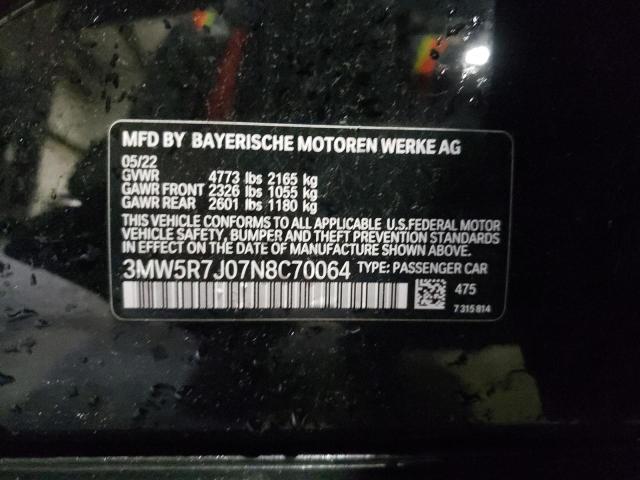 MFD BY BAYERISCHE MOTOREN WERKE AG
05/22
GVWR 4773 lbs 2165 kg
GAWR FRONT 2326 lbs 1055 kg
GAWR REAR 2601 lbs 1180 kg
THIS VEHICLE CONFORMS TO ALL APPLICABLE U.S.FEDERAL MOTOR
VEHICLE SAFETY, BUMPER AND THEFT PREVENTION STANDARDS
IN EFFECT ON THE DATE OF MANUFACTURE SHOWN ABOVE.
3MW5R7J07N8C70064 TYPE: PASSENGER CAR
475
7 315 814